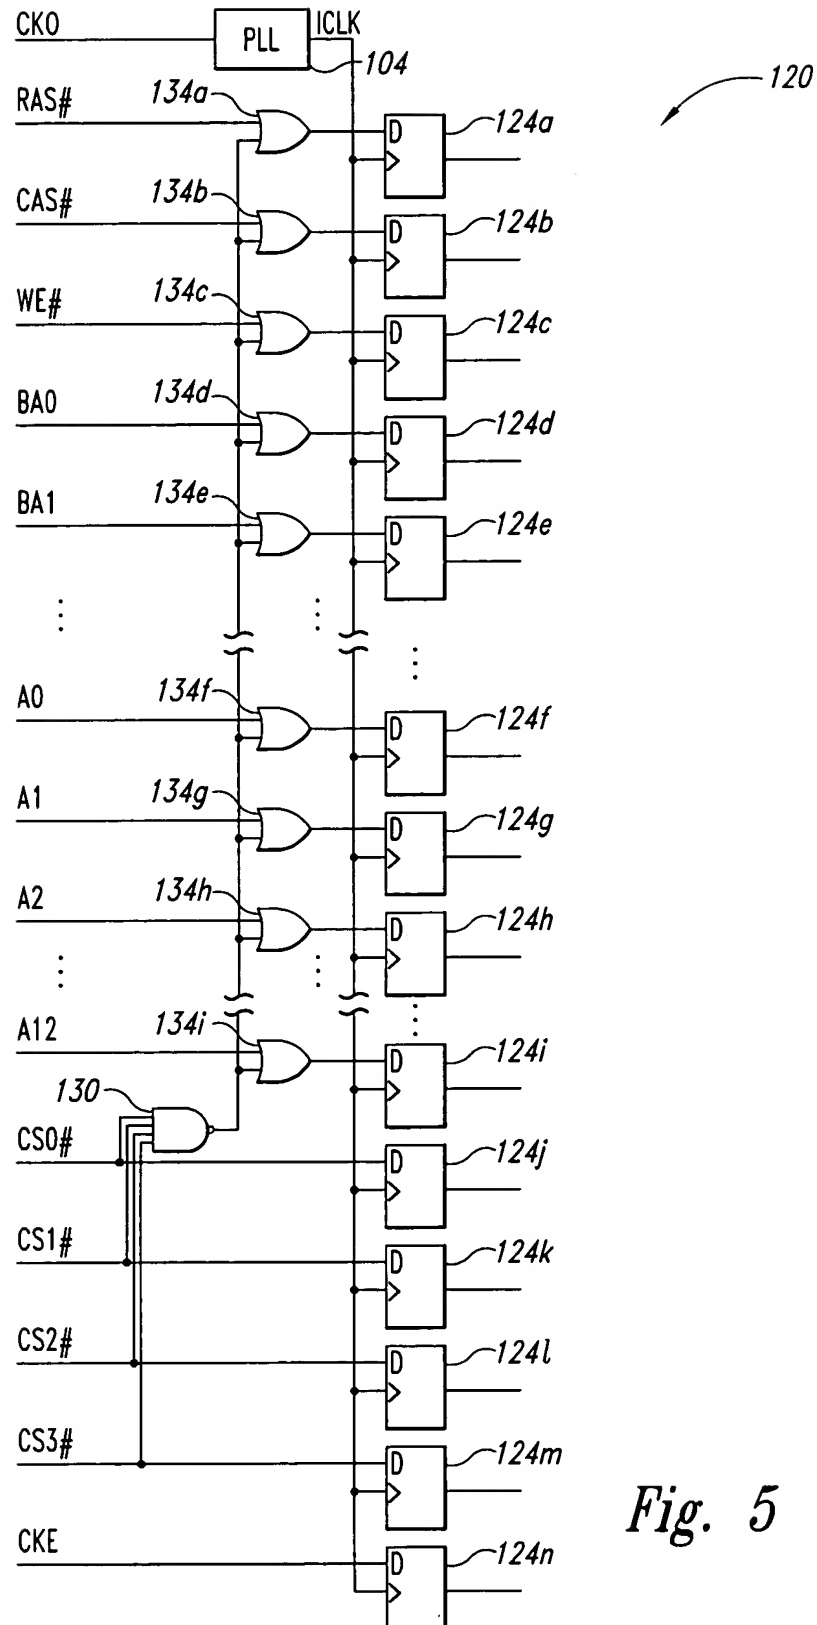 CK0 PLL ICLK
104
120
RAS# 134a D 124a
CAS# 134b D 124b
WE# 134c D 124c
BA0 134d D 124d
BA1 134e D 124e
A0 134f D 124f
A1 134g D 124g
A2 134h D 124h
A12 134i D 124i
130
CS0# D 124j
CS1# D 124k
CS2# D 124l
CS3# D 124m
CKE D 124n
Fig. 5